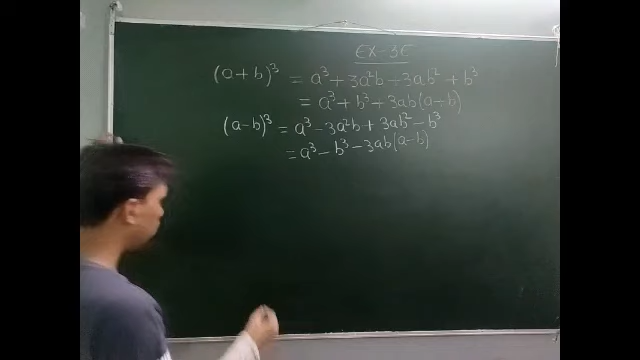 EX-3E
(a+b)³ = a³ + 3a²b + 3ab² + b³
= a³ + b³ + 3ab(a+b)
(a-b)³ = a³ - 3a²b + 3ab² - b³
= a³ - b³ - 3ab(a-b)